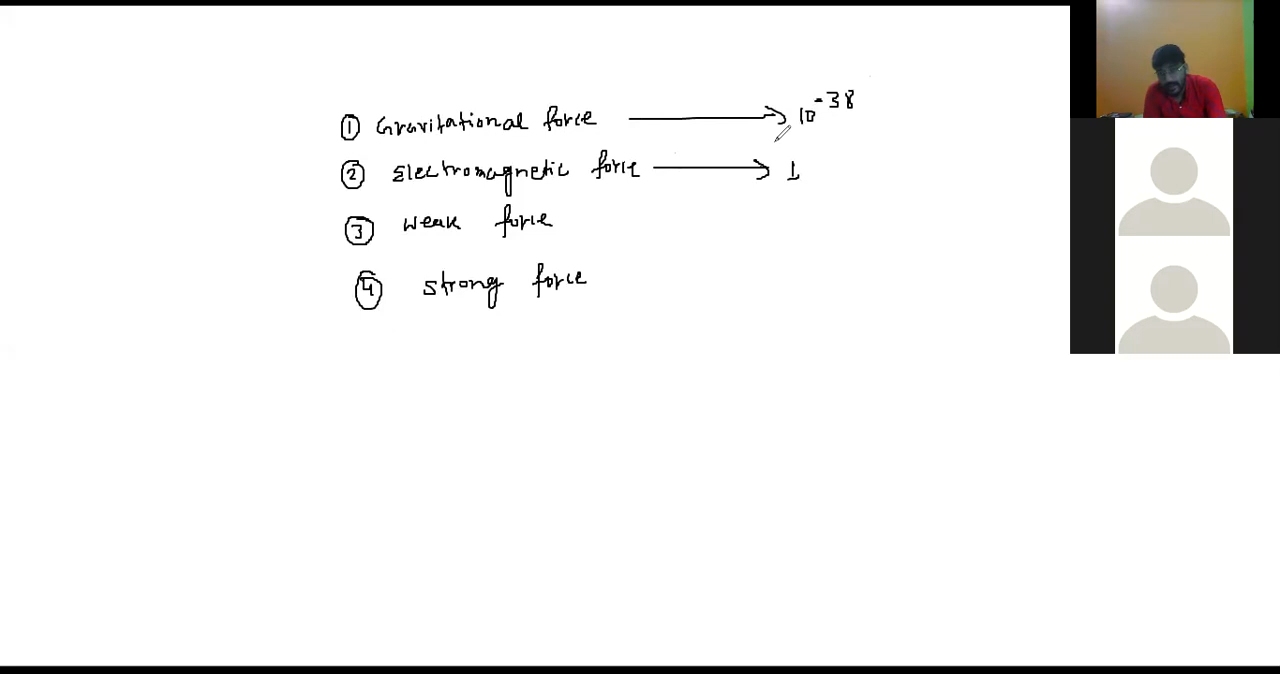 ① Gravitational force ⟶ 10⁻³⁸
② Electromagnetic force ⟶ 1
③ weak force
④ strong force